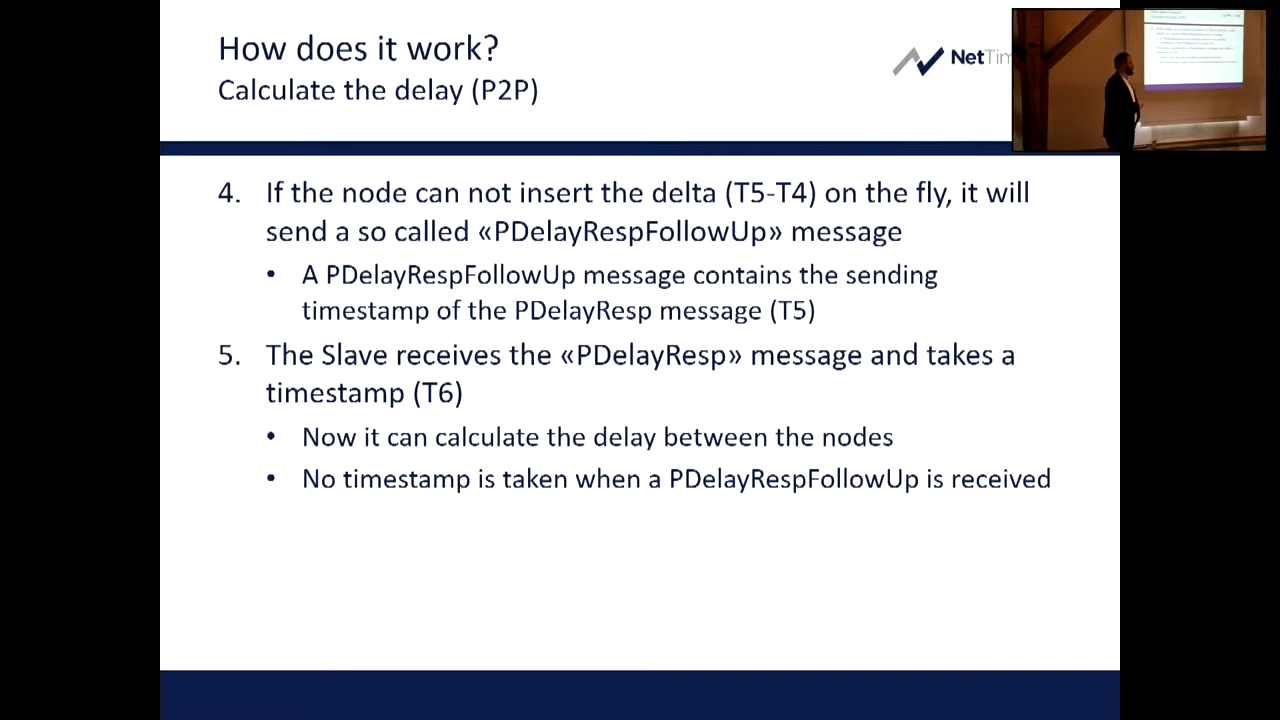 How does it work?
Calculate the delay (P2P)
NetTim
4. If the node can not insert the delta (T5-T4) on the fly, it will
send a so called «PDelayRespFollowUp» message
• A PDelayRespFollowUp message contains the sending
timestamp of the PDelayResp message (T5)
5. The Slave receives the «PDelayResp» message and takes a
timestamp (T6)
• Now it can calculate the delay between the nodes
• No timestamp is taken when a PDelayRespFollowUp is received